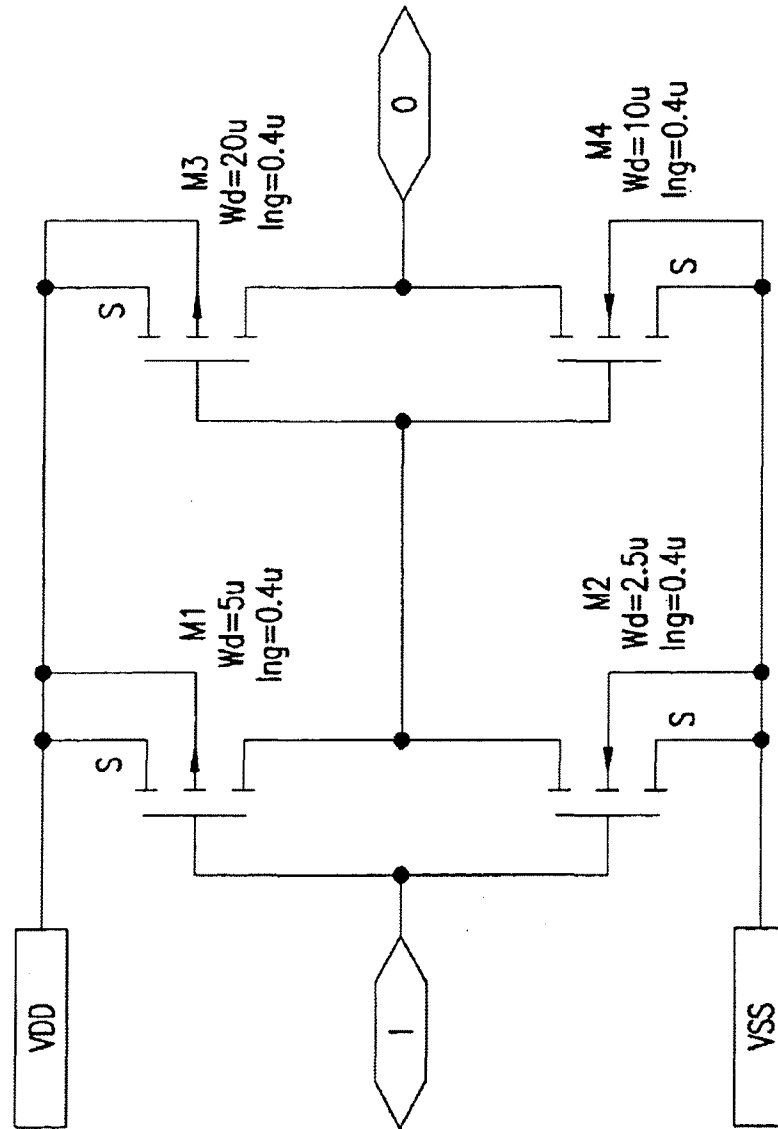 VDD
S
M1
Wd=5u
lng=0.4u
S
M3
Wd=20u
lng=0.4u
I
O
M2
Wd=2.5u
lng=0.4u
S
M4
Wd=10u
lng=0.4u
S
VSS